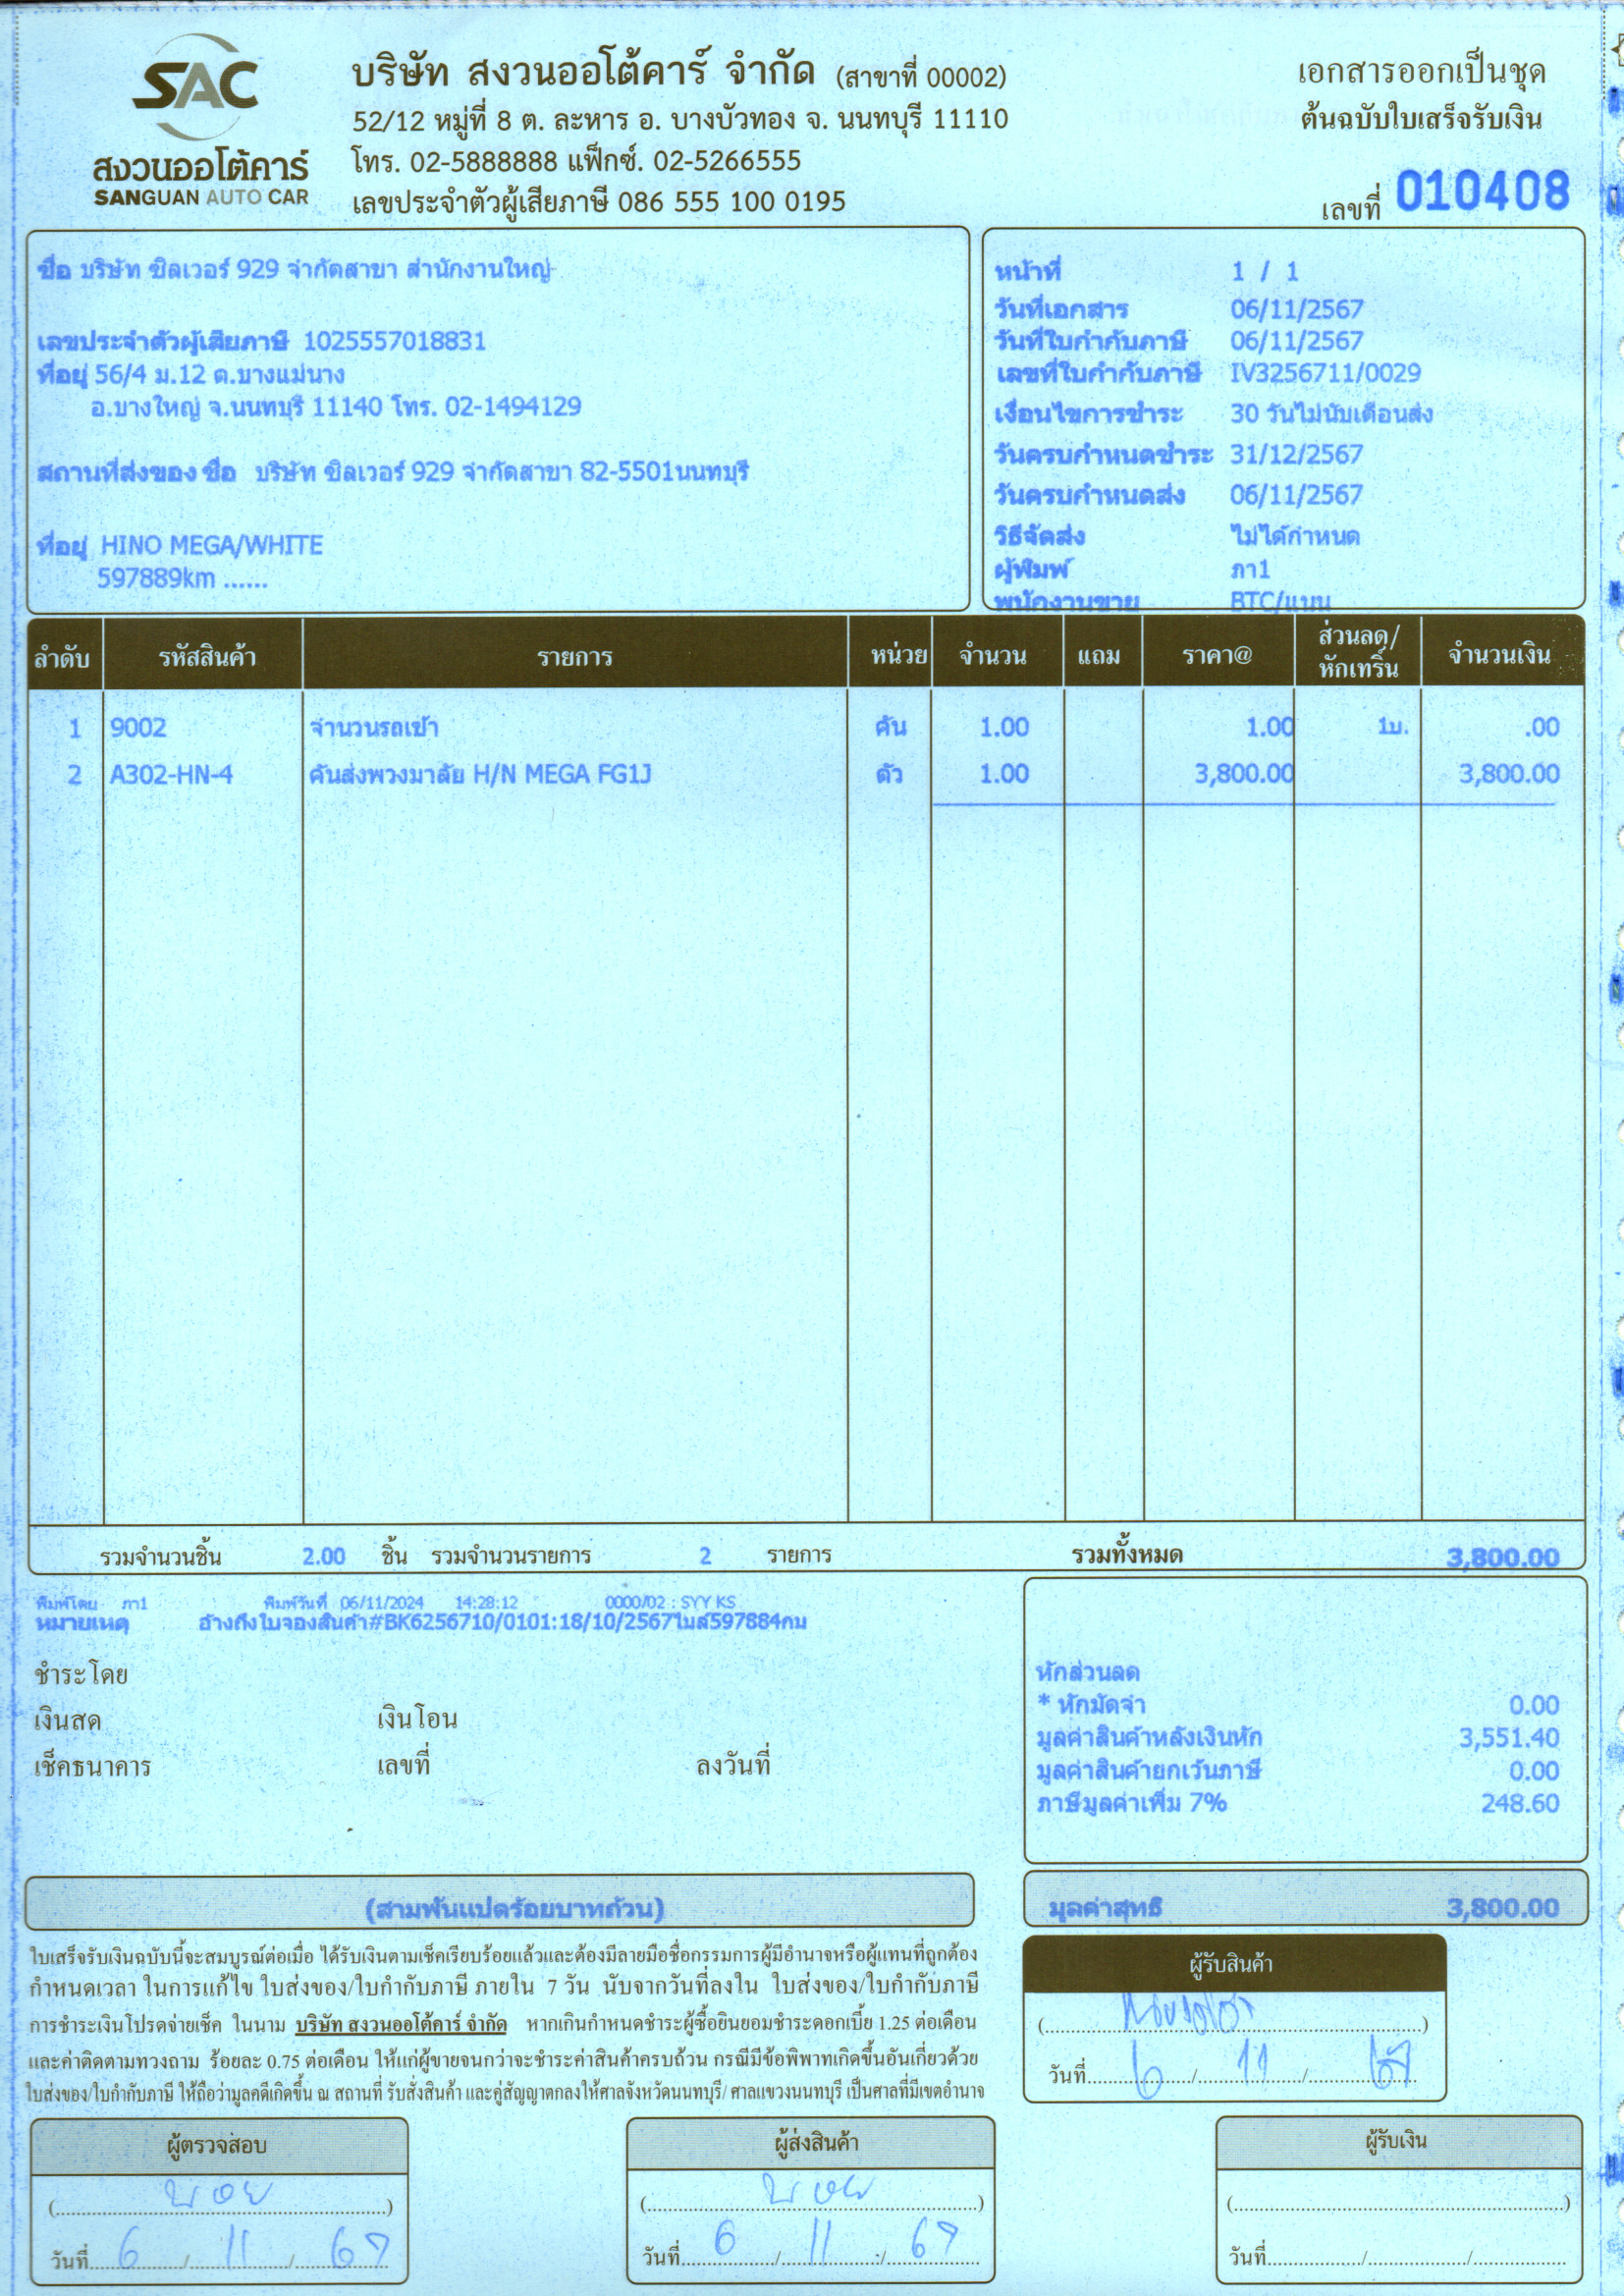 SAC
สงวนออโต้คาร์
SANGUAN AUTO CAR
บริษัท สงวนออโต้คาร์ จำกัด (สาขาที่ 00002)
52/12 หมู่ที่ 8 ต. ละหาร อ. บางบัวทอง จ. นนทบุรี 11110
โทร. 02-5888888 แฟ็กซ์. 02-5266555
เลขประจำตัวผู้เสียภาษี 086 555 100 0195
เอกสารออกเป็นชุด
ต้นฉบับใบเสร็จรับเงิน
เลขที่ 010408
ชื่อ บริษัท ซิลเวอร์ 929 จำกัดสาขา สำนักงานใหญ่
เลขประจำตัวผู้เสียภาษี 1025557018831
ที่อยู่ 56/4 ม.12 ต.บางแม่นาง
อ.บางใหญ่ จ.นนทบุรี 11140 โทร. 02-1494129
สถานที่ส่งของ ชื่อ บริษัท ซิลเวอร์ 929 จำกัดสาขา 82-5501นนทบุรี
ที่อยู่ HINO MEGA/WHITE
597889km ......
หน้าที่ 1 / 1
วันที่เอกสาร 06/11/2567
วันที่ใบกำกับภาษี 06/11/2567
เลขที่ใบกำกับภาษี IV3256711/0029
เงื่อนไขการชำระ 30 วันไม่นับเดือนส่ง
วันครบกำหนดชำระ 31/12/2567
วันครบกำหนดส่ง 06/11/2567
วิธีจัดส่ง ไม่ได้กำหนด
ผู้พิมพ์ ภา1
พนักงานขาย BTC/แบน
ลำดับ รหัสสินค้า รายการ หน่วย จำนวน แถม ราคา@ ส่วนลด/หักเทริ์น จำนวนเงิน
1 9002 จำนวนรถเข้า คัน 1.00 1.00 1บ. .00
2 A302-HN-4 คันส่งพวงมาลัย H/N MEGA FG1J ตัว 1.00 3,800.00 3,800.00
รวมจำนวนชิ้น 2.00 ชิ้น รวมจำนวนรายการ 2 รายการ รวมทั้งหมด 3,800.00
พิมพ์โดย ภา1 พิมพ์วันที่ 06/11/2024 14:28:12 0000/02 : SYY KS
หมายเหตุ อ้างถึงใบจองสินค้า#BK6256710/0101:18/10/2567ไมล์597884กม
ชำระโดย
เงินสด เงินโอน
เช็คธนาคาร เลขที่ ลงวันที่
หักส่วนลด
* หักมัดจำ 0.00
มูลค่าสินค้าหลังเงินหัก 3,551.40
มูลค่าสินค้ายกเว้นภาษี 0.00
ภาษีมูลค่าเพิ่ม 7% 248.60
(สามพันแปดร้อยบาทถ้วน)
มูลค่าสุทธิ 3,800.00
ใบเสร็จรับเงินฉบับนี้จะสมบูรณ์ต่อเมื่อ ได้รับเงินตามเช็คเรียบร้อยแล้วและต้องมีลายมือชื่อกรรมการผู้มีอำนาจหรือผู้แทนที่ถูกต้อง
กำหนดเวลา ในการแก้ไข ใบส่งของ/ใบกำกับภาษี ภายใน 7 วัน นับจากวันที่ลงใน ใบส่งของ/ใบกำกับภาษี
การชำระเงินโปรดจ่ายเช็ค ในนาม บริษัท สงวนออโต้คาร์ จำกัด หากเกินกำหนดชำระผู้ซื้อยินยอมชำระดอกเบี้ย 1.25 ต่อเดือน
และค่าติดตามทวงถาม ร้อยละ 0.75 ต่อเดือน ให้แก่ผู้ขายจนกว่าจะชำระค่าสินค้าครบถ้วน กรณีมีข้อพิพาทเกิดขึ้นอันเกี่ยวด้วย
ใบส่งของ/ใบกำกับภาษี ให้ถือว่ามูลคดีเกิดขึ้น ณ สถานที่ รับสั่งสินค้า และคู่สัญญาตกลงให้ศาลจังหวัดนนทบุรี/ ศาลแขวงนนทบุรี เป็นศาลที่มีเขตอำนาจ
ผู้รับสินค้า
วันที่ 6 / 11 / 67
ผู้ตรวจสอบ
(บอย)
วันที่ 6 / 11 / 67
ผู้ส่งสินค้า
(บอย)
วันที่ 6 / 11 / 67
ผู้รับเงิน
(..........)
วันที่........../........../..........